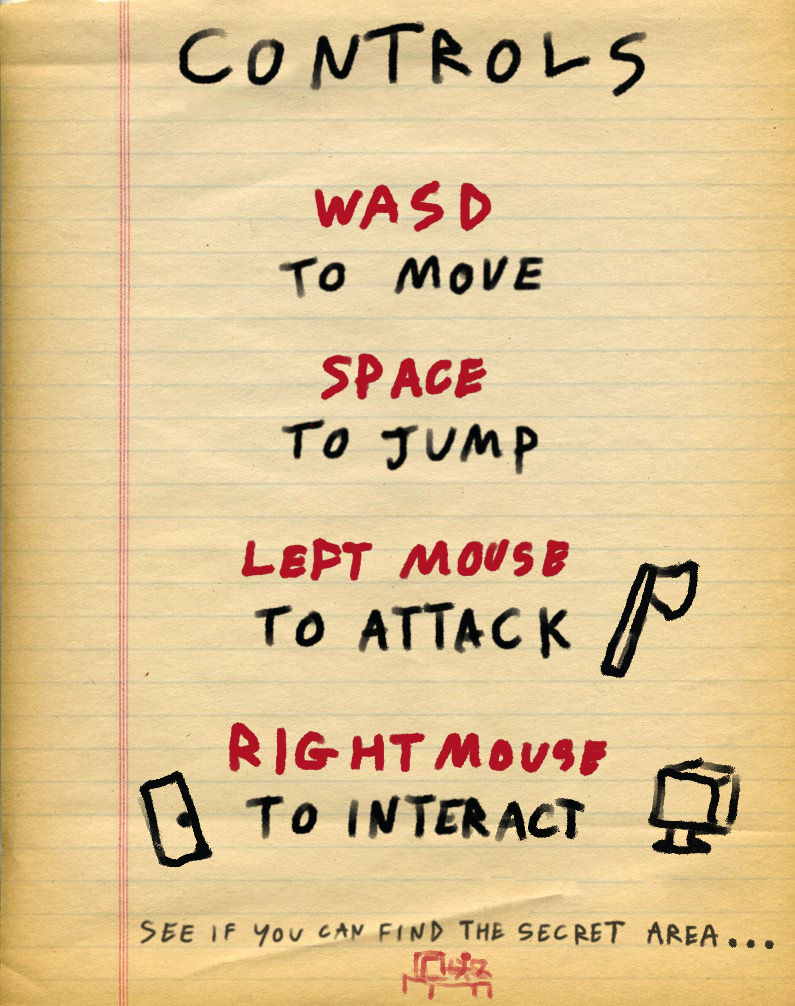 CONTROLS
WASD
TO MOVE
SPACE
TO JUMP
LEFT MOUSE
TO ATTACK
RIGHT MOUSE
TO INTERACT
SEE IF YOU CAN FIND THE SECRET AREA...